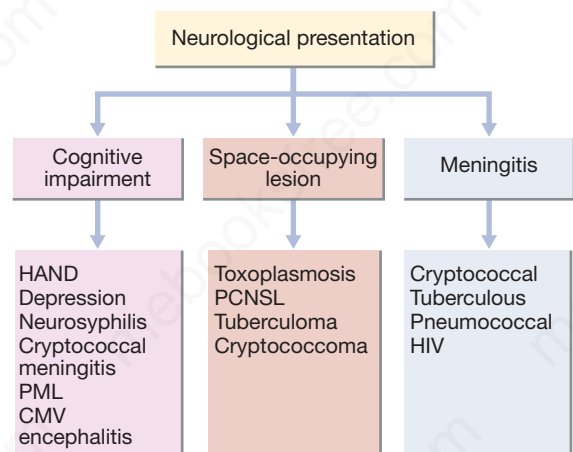 Neurological presentation
Cognitive
impairment
Space-occupying
lesion
Meningitis
HAND
Depression
Neurosyphilis
Cryptococcal
meningitis
PML
CMV
encephalitis
Toxoplasmosis
PCNSL
Tuberculoma
Cryptococcoma
Cryptococcal
Tuberculous
Pneumococcal
HIV